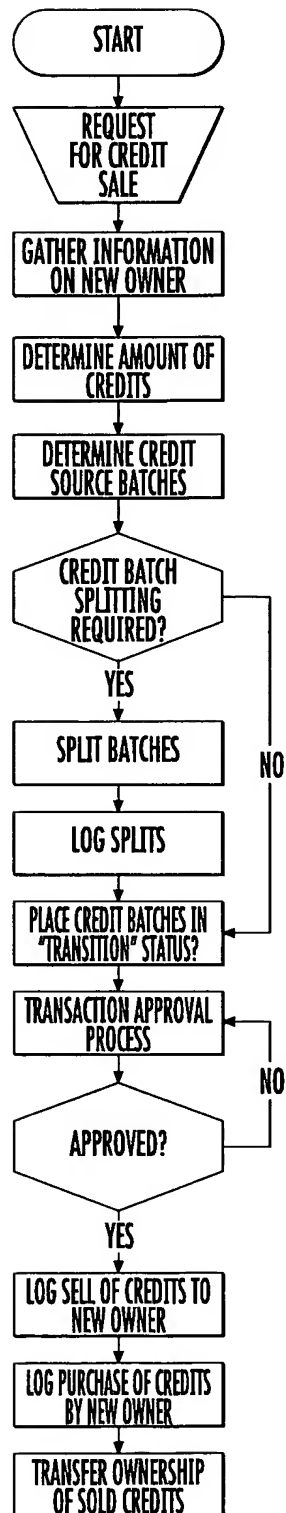 START
REQUEST
FOR CREDIT
SALE
GATHER INFORMATION
ON NEW OWNER
DETERMINE AMOUNT OF
CREDITS
DETERMINE CREDIT
SOURCE BATCHES
CREDIT BATCH
SPLITTING
REQUIRED?
YES
SPLIT BATCHES
NO
LOG SPLITS
PLACE CREDIT BATCHES IN
"TRANSITION" STATUS?
TRANSACTION APPROVAL
PROCESS
NO
APPROVED?
YES
LOG SELL OF CREDITS TO
NEW OWNER
LOG PURCHASE OF CREDITS
BY NEW OWNER
TRANSFER OWNERSHIP
OF SOLD CREDITS